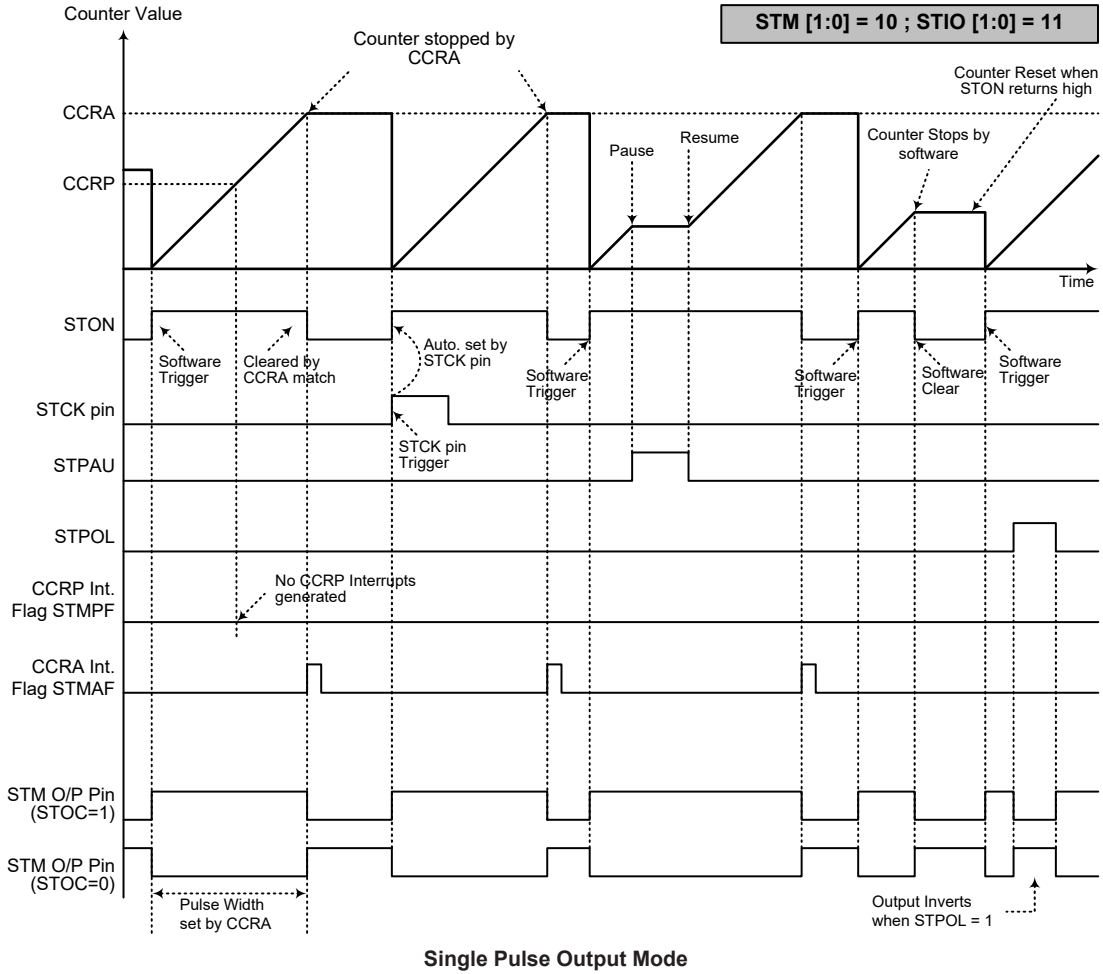 Counter Value
STM [1:0] = 10 ; STIO [1:0] = 11
Counter stopped by
CCRA
Counter Reset when
STON returns high
CCRA
Pause
Resume
Counter Stops by
software
CCRP
Time
STON
Software
Trigger
Cleared by
CCRA match
Auto. set by
STCK pin
Software
Trigger
Software
Trigger
Software
Clear
Software
Trigger
STCK pin
STCK pin
Trigger
STPAU
STPOL
No CCRP Interrupts
generated
CCRP Int.
Flag STMPF
CCRA Int.
Flag STMAF
STM O/P Pin
(STOC=1)
STM O/P Pin
(STOC=0)
Pulse Width
set by CCRA
Output Inverts
when STPOL = 1
Single Pulse Output Mode